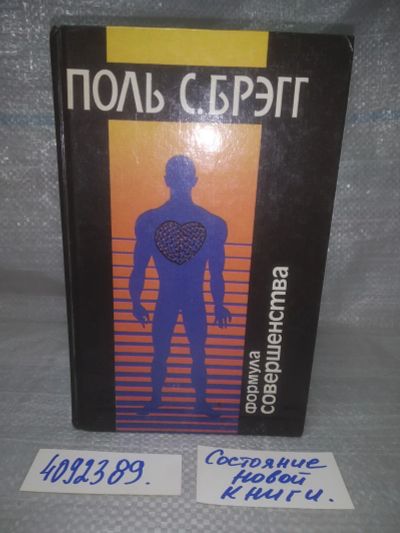 ПОЛЬ С. БРЭГГ
Формула
совершенства
4092389.
Состояние
новой
книги.